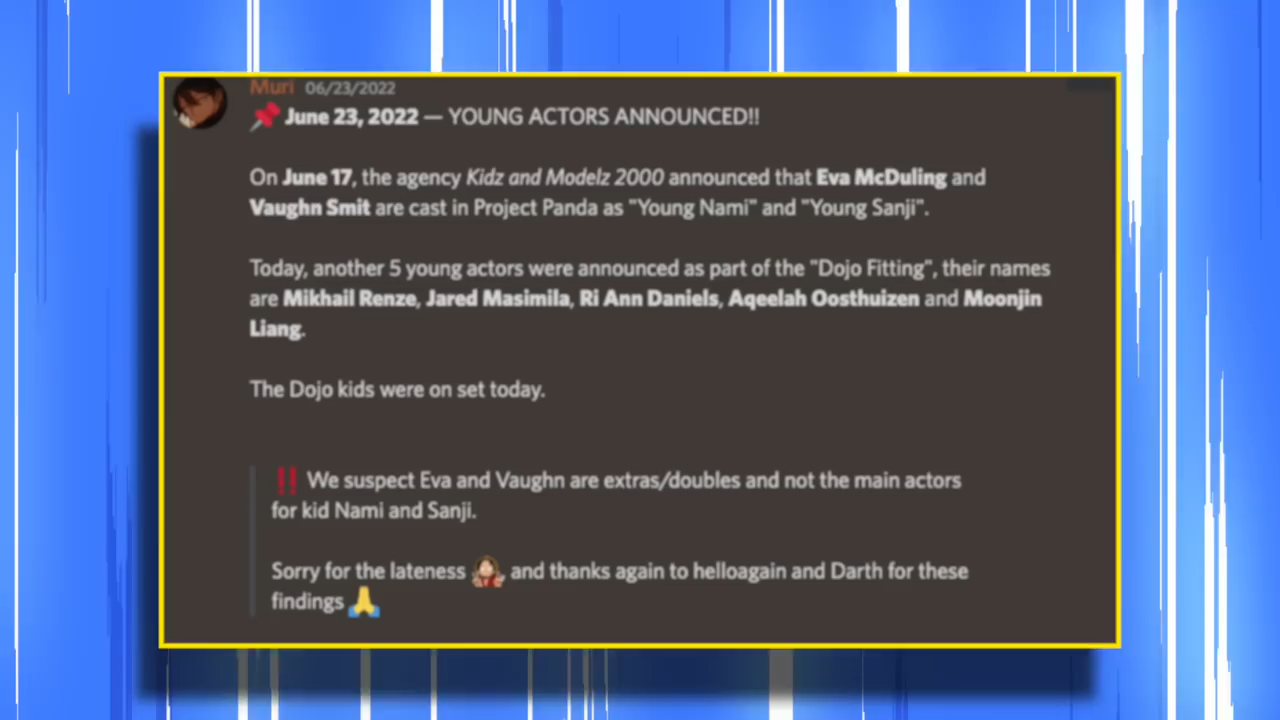 Muri 06/23/2022
📌 June 23, 2022 — YOUNG ACTORS ANNOUNCED!!
On June 17, the agency Kidz and Modelz 2000 announced that Eva McDuling and
Vaughn Smit are cast in Project Panda as "Young Nami" and "Young Sanji".
Today, another 5 young actors were announced as part of the "Dojo Fitting", their names
are Mikhail Renze, Jared Masimila, Ri Ann Daniels, Aqeelah Oosthuizen and Moonjin
Liang.
The Dojo kids were on set today.
‼️ We suspect Eva and Vaughn are extras/doubles and not the main actors
for kid Nami and Sanji.
Sorry for the lateness and thanks again to helloagain and Darth for these
findings 🙏